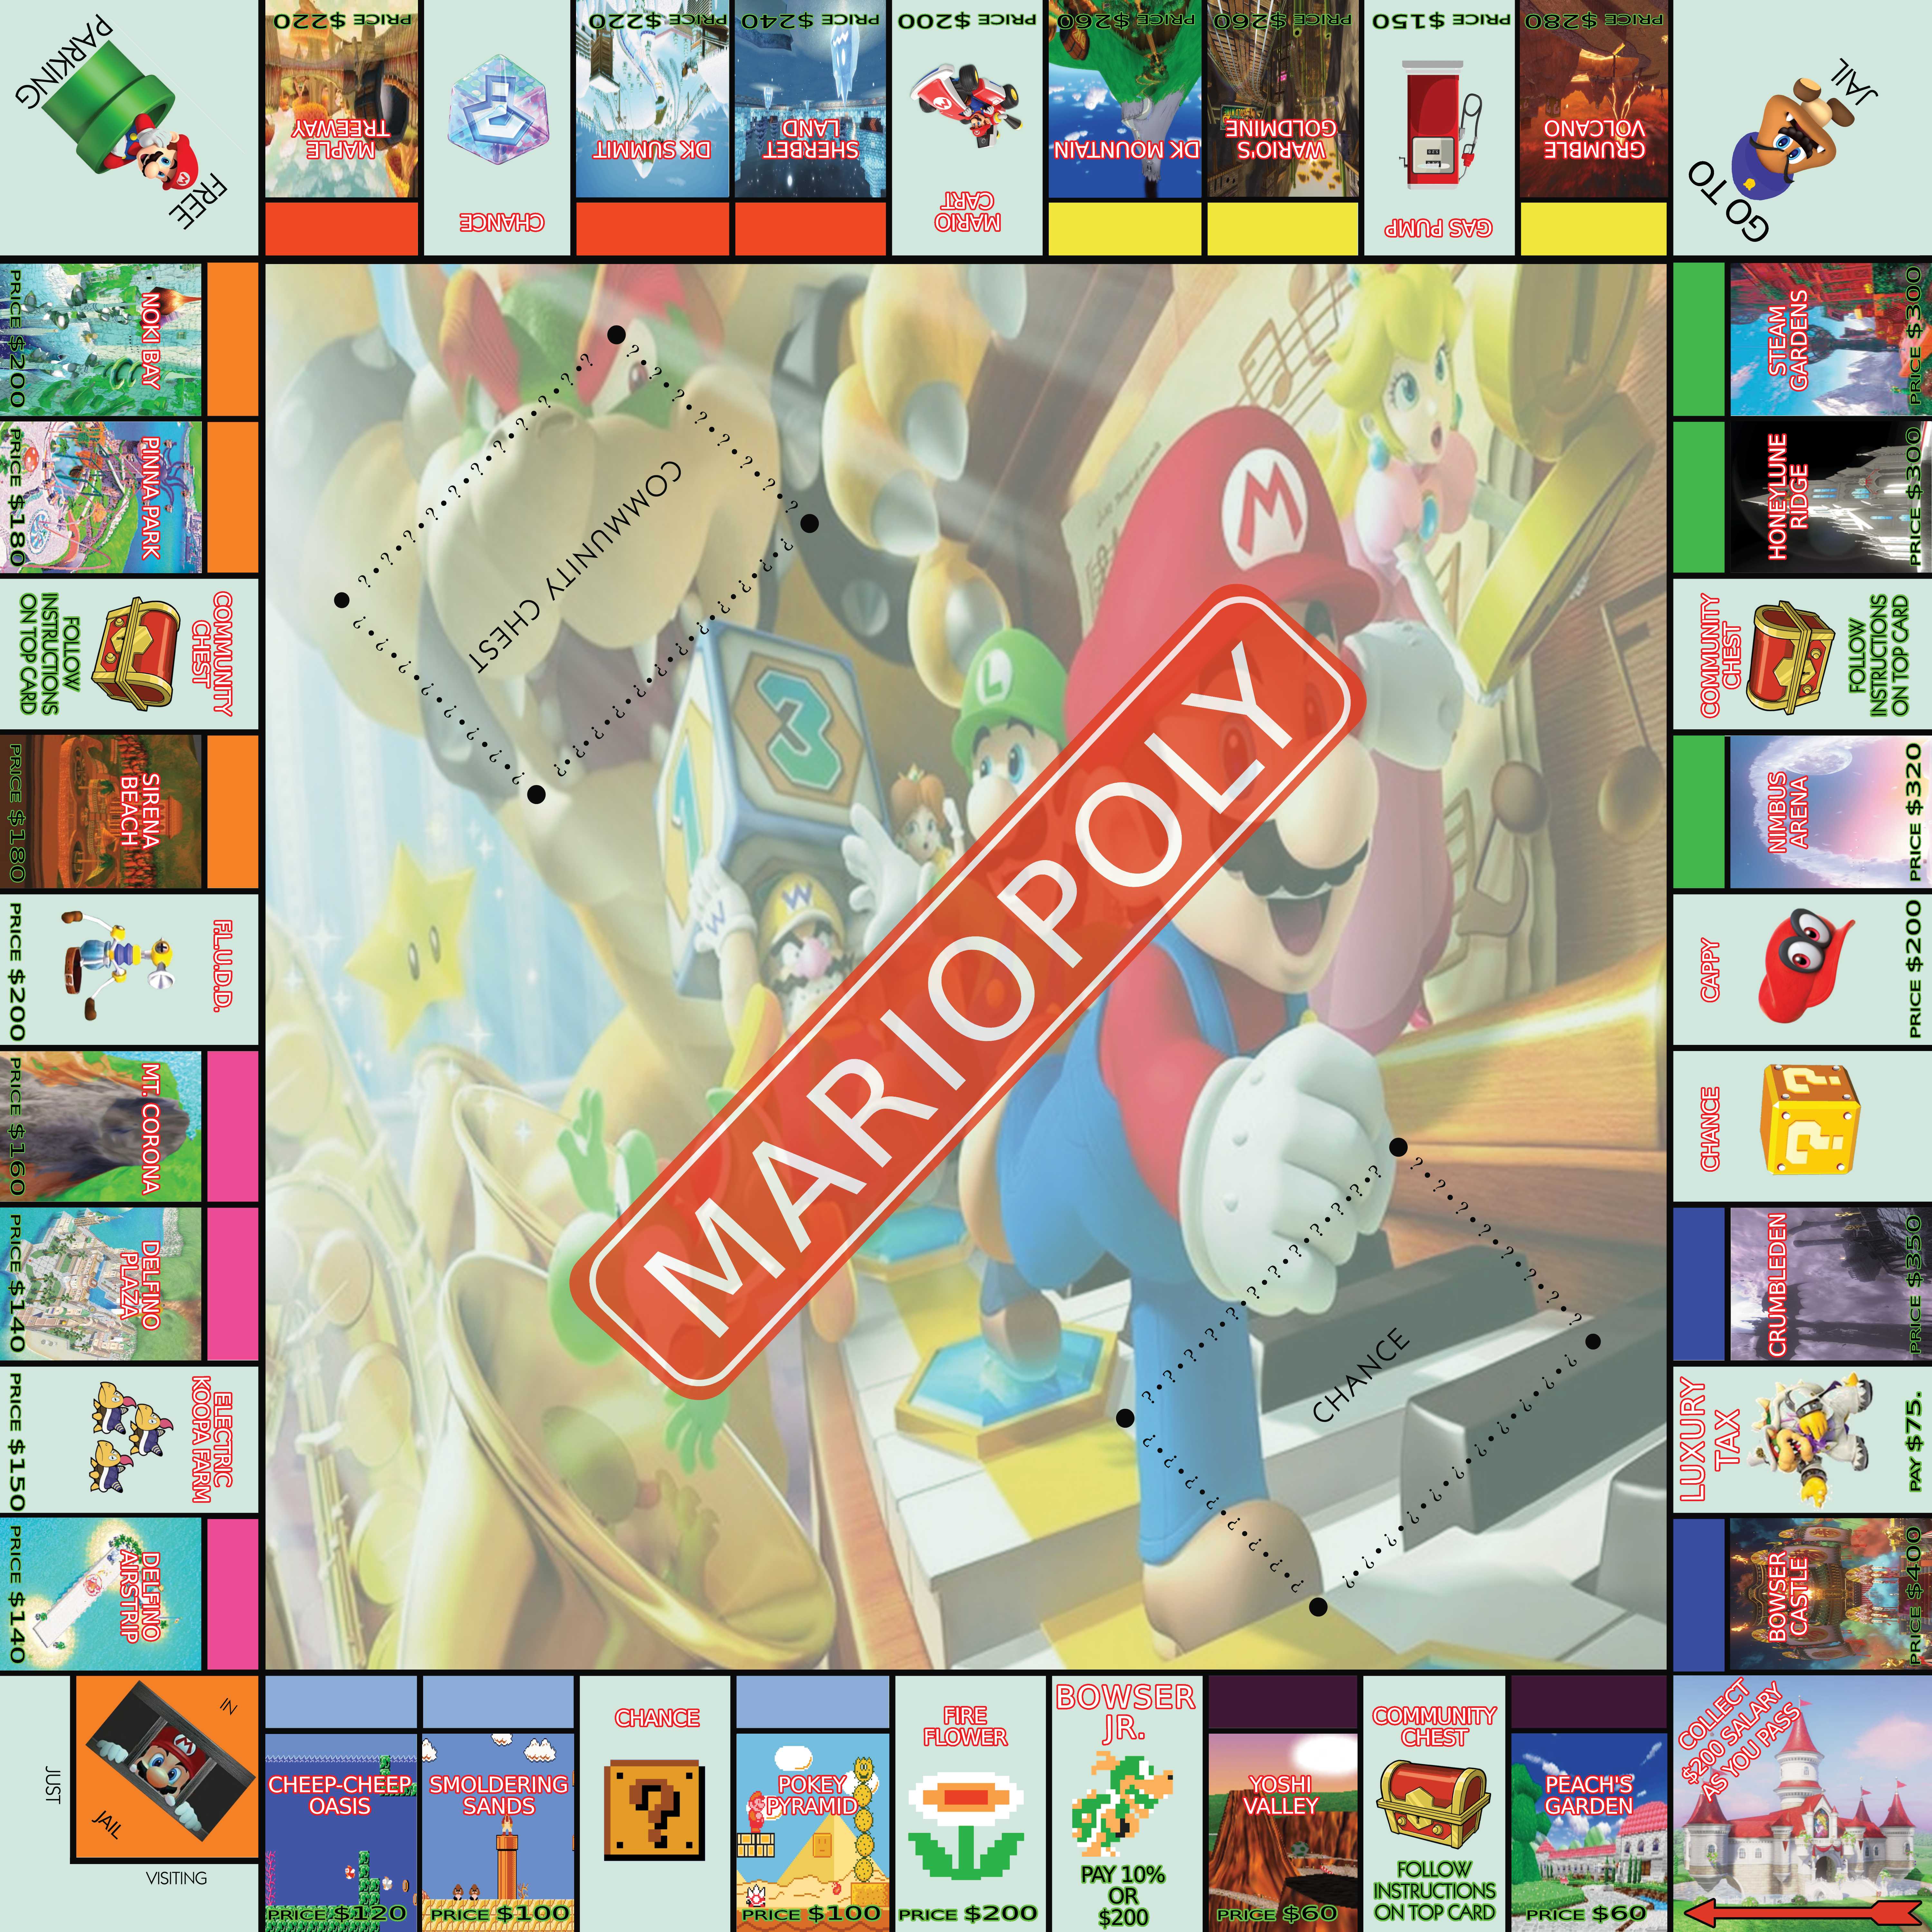 FREE
PARKING
PRICE $220
MAPLE
TREEWAY
CHANCE
PRICE $220
DK SUMMIT
PRICE $240
SHERBET
LAND
PRICE $200
MARIO
CART
PRICE $260
DK MOUNTAIN
PRICE $260
WARIO'S
GOLDMINE
PRICE $150
GAS PUMP
PRICE $280
GRUMBLE
VOLCANO
GO TO
JAIL
STEAM
GARDENS
PRICE $300
HONEYLUNE
RIDGE
PRICE $300
COMMUNITY
CHEST
FOLLOW
INSTRUCTIONS
ON TOP CARD
NIMBUS
ARENA
PRICE $320
CAPPY
PRICE $200
CHANCE
? ?
CRUMBLEDEN
PRICE $350
LUXURY
TAX
PAY $75.
BOWSER
CASTLE
PRICE $400
COLLECT
$200 SALARY
AS YOU PASS
PEACH'S
GARDEN
PRICE $60
COMMUNITY
CHEST
FOLLOW
INSTRUCTIONS
ON TOP CARD
YOSHI
VALLEY
PRICE $60
BOWSER
JR.
PAY 10%
OR
$200
FIRE
FLOWER
PRICE $200
POKEY
PYRAMID
PRICE $100
CHANCE
?
SMOLDERING
SANDS
PRICE $100
CHEEP-CHEEP
OASIS
PRICE $120
IN
JAIL
JUST
VISITING
DELFINO
AIRSTRIP
PRICE $140
ELECTRIC
KOOPA FARM
PRICE $150
DELFINO
PLAZA
PRICE $140
MT. CORONA
PRICE $160
F.L.U.D.D.
PRICE $200
SIRENA
BEACH
PRICE $180
COMMUNITY
CHEST
FOLLOW
INSTRUCTIONS
ON TOP CARD
PINNA PARK
PRICE $180
NOKI BAY
PRICE $200
COMMUNITY CHEST
MARIOPOLY
CHANCE
M
L
W
W
3
1